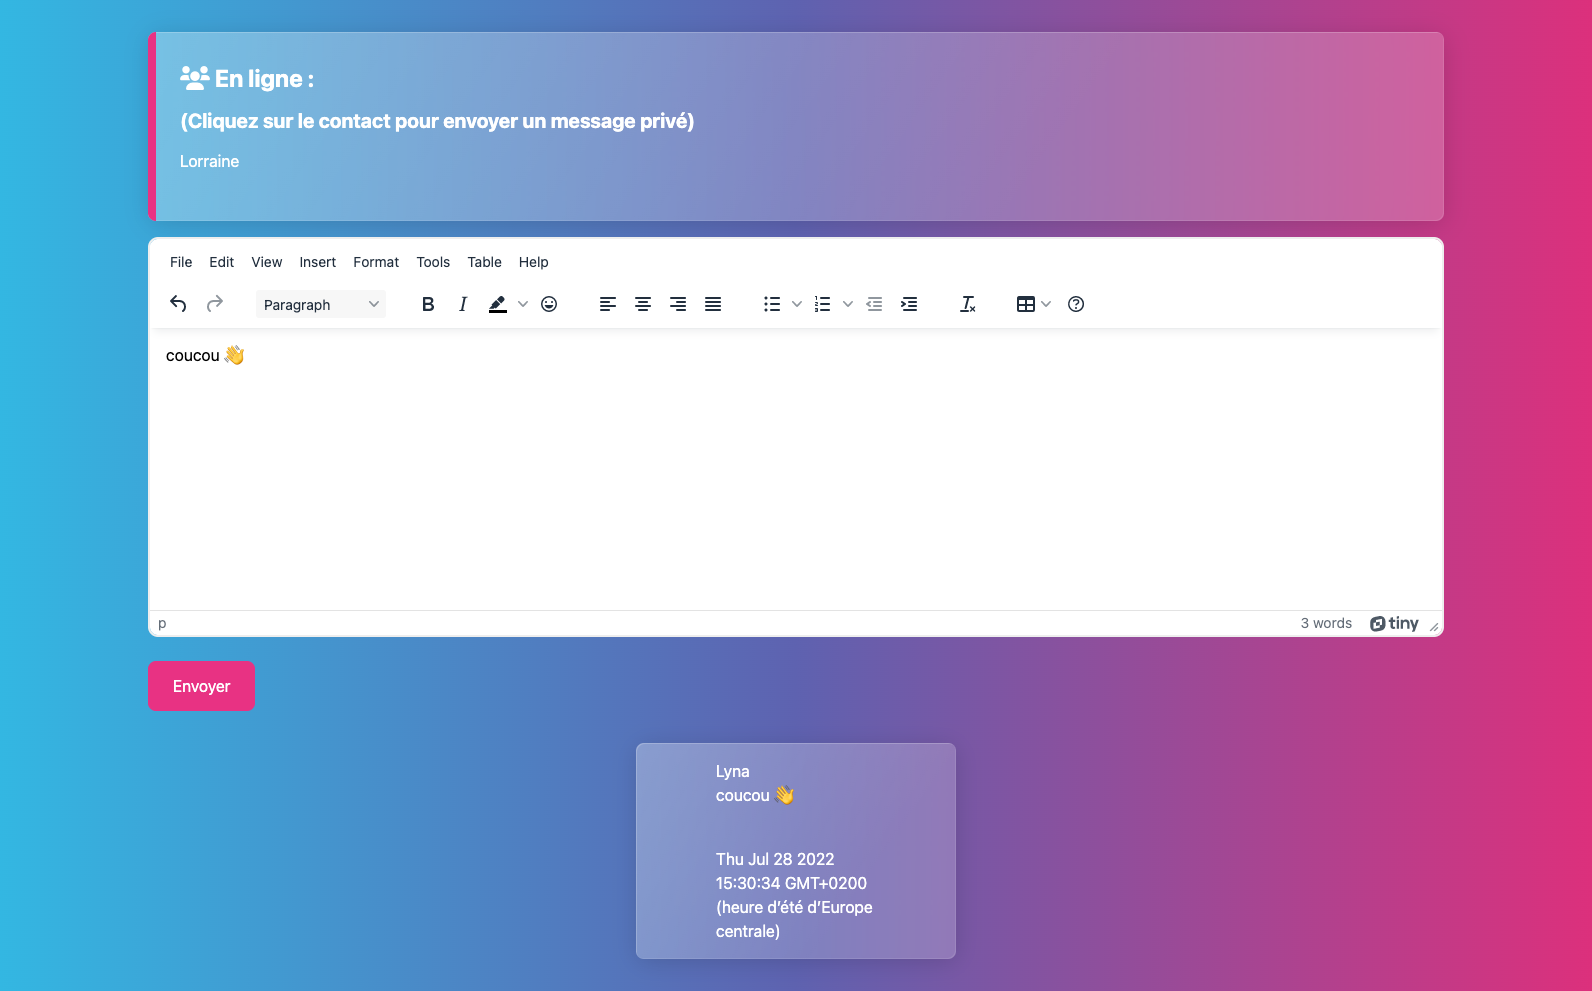 En ligne :
(Cliquez sur le contact pour envoyer un message privé)
Lorraine
File Edit View Insert Format Tools Table Help
Paragraph B I
coucou 👋
p 3 words tiny
Envoyer
Lyna
coucou 👋
Thu Jul 28 2022
15:30:34 GMT+0200
(heure d’été d’Europe
centrale)